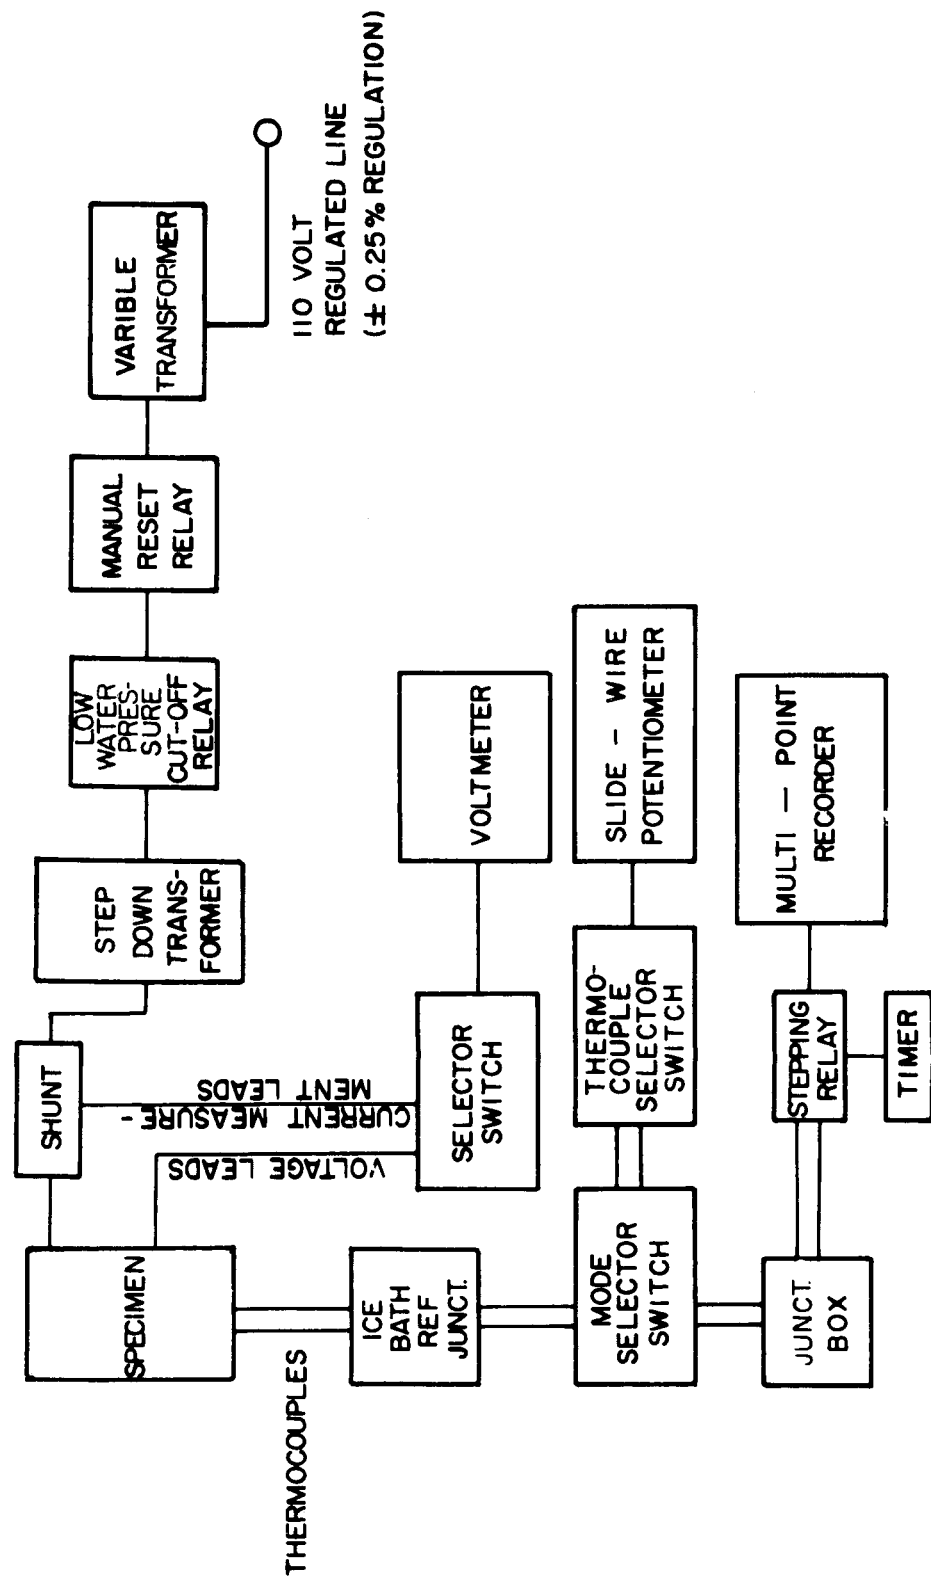 SPECIMEN
SHUNT
STEP
DOWN
TRANS-
FORMER
LOW
WATER
PRES-
SURE
CUT-OFF
RELAY
MANUAL
RESET
RELAY
VARIBLE
TRANSFORMER
110 VOLT
REGULATED LINE
(± 0.25% REGULATION)
VOLTAGE LEADS
CURRENT MEASURE-
MENT LEADS
THERMOCOUPLES
ICE
BATH
REF
JUNCT.
SELECTOR
SWITCH
VOLTMETER
MODE
SELECTOR
SWITCH
THERMO-
COUPLE
SELECTOR
SWITCH
SLIDE – WIRE
POTENTIOMETER
JUNCT.
BOX
STEPPING
RELAY
MULTI — POINT
RECORDER
TIMER